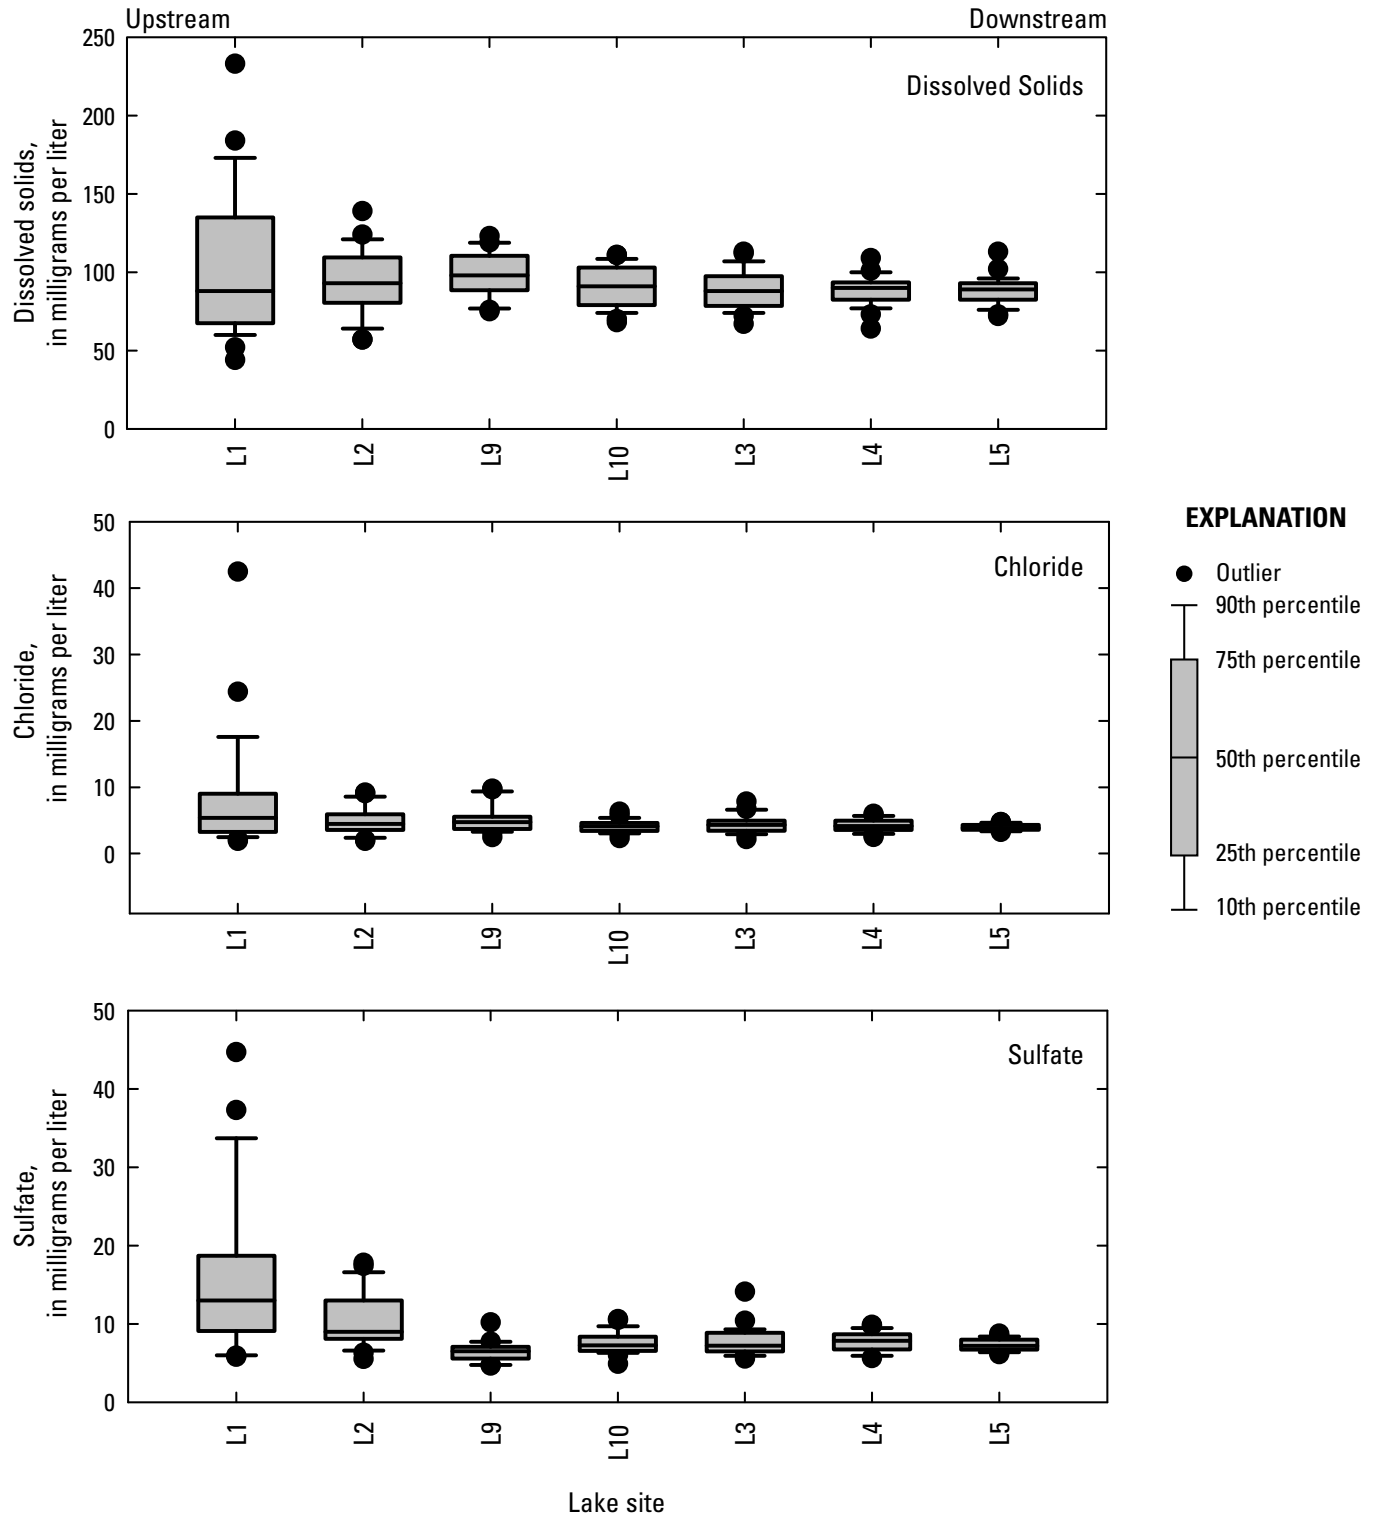 Upstream
Downstream
250
200
150
100
50
0
Dissolved solids,
in milligrams per liter
Dissolved Solids
L1
L2
L9
L10
L3
L4
L5
50
40
30
20
10
0
Chloride,
in milligrams per liter
Chloride
L1
L2
L9
L10
L3
L4
L5
EXPLANATION
Outlier
90th percentile
75th percentile
50th percentile
25th percentile
10th percentile
50
40
30
20
10
0
Sulfate,
in milligrams per liter
Sulfate
L1
L2
L9
L10
L3
L4
L5
Lake site